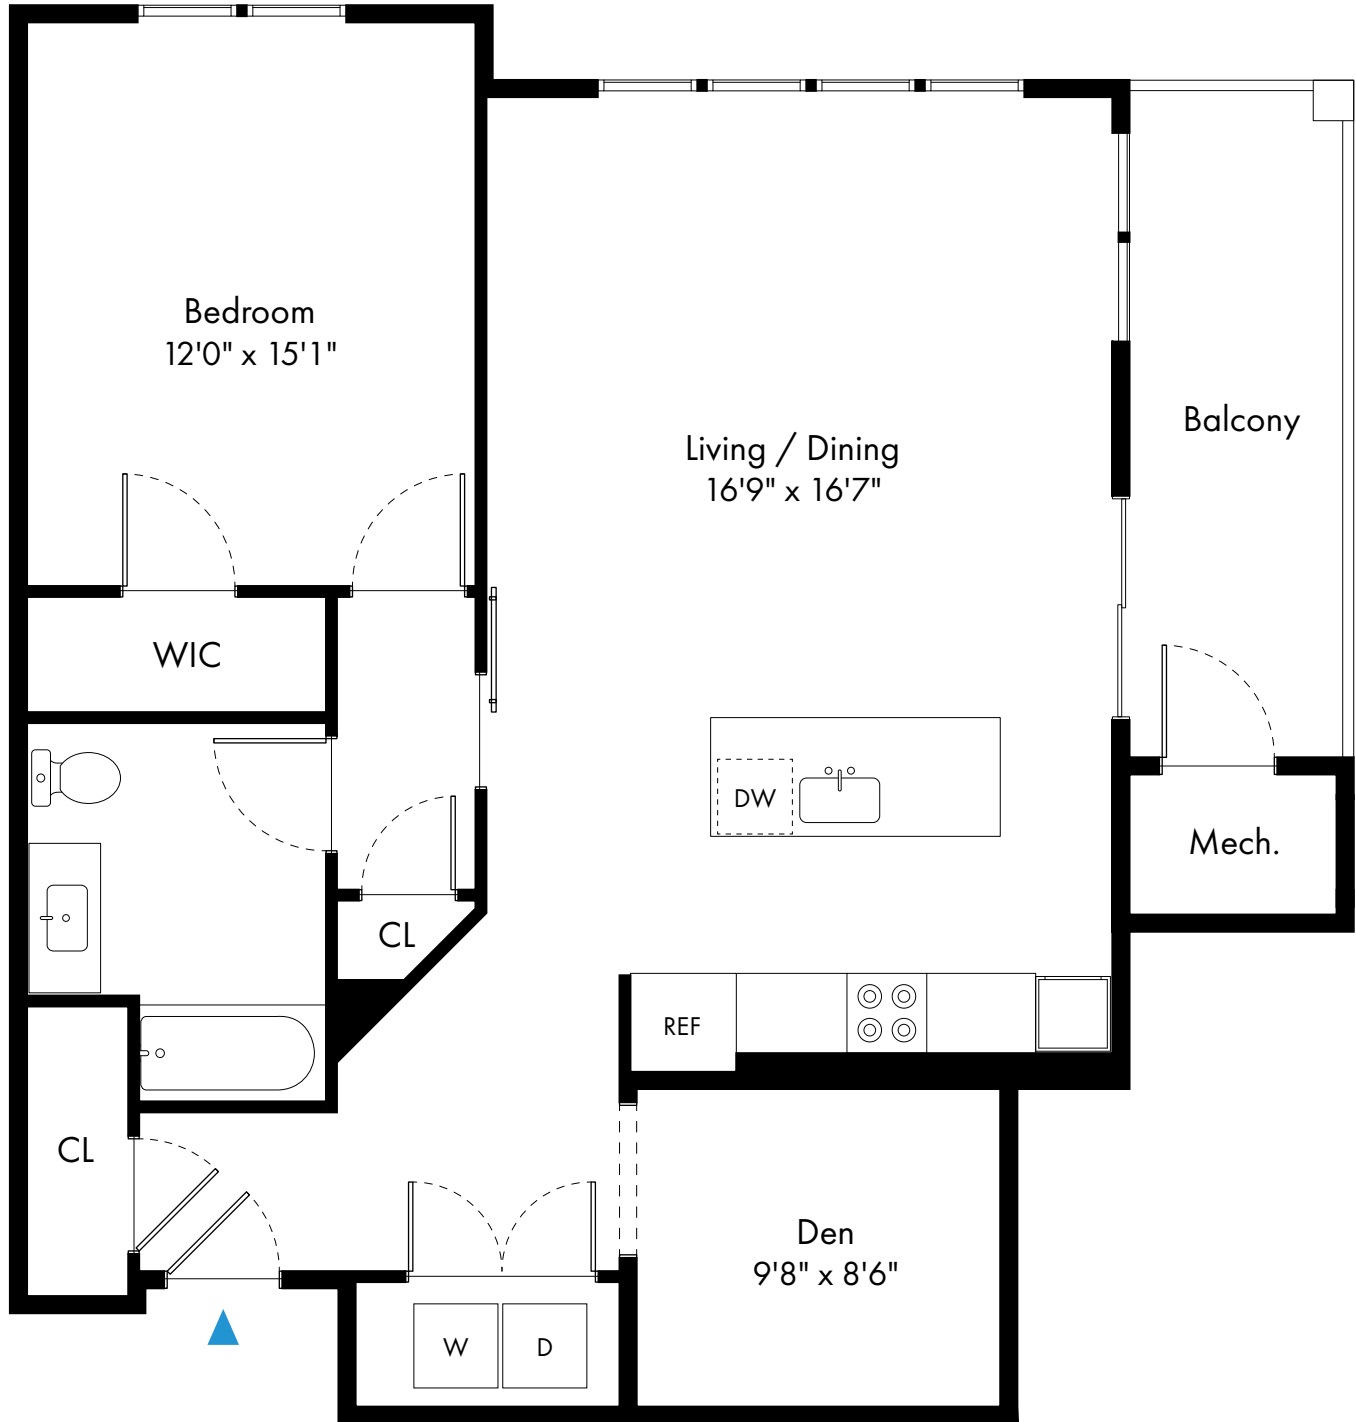 Bedroom
12'0" x 15'1"
Living / Dining
16'9" x 16'7"
Balcony
WIC
DW
Mech.
CL
REF
CL
Den
9'8" x 8'6"
W
D